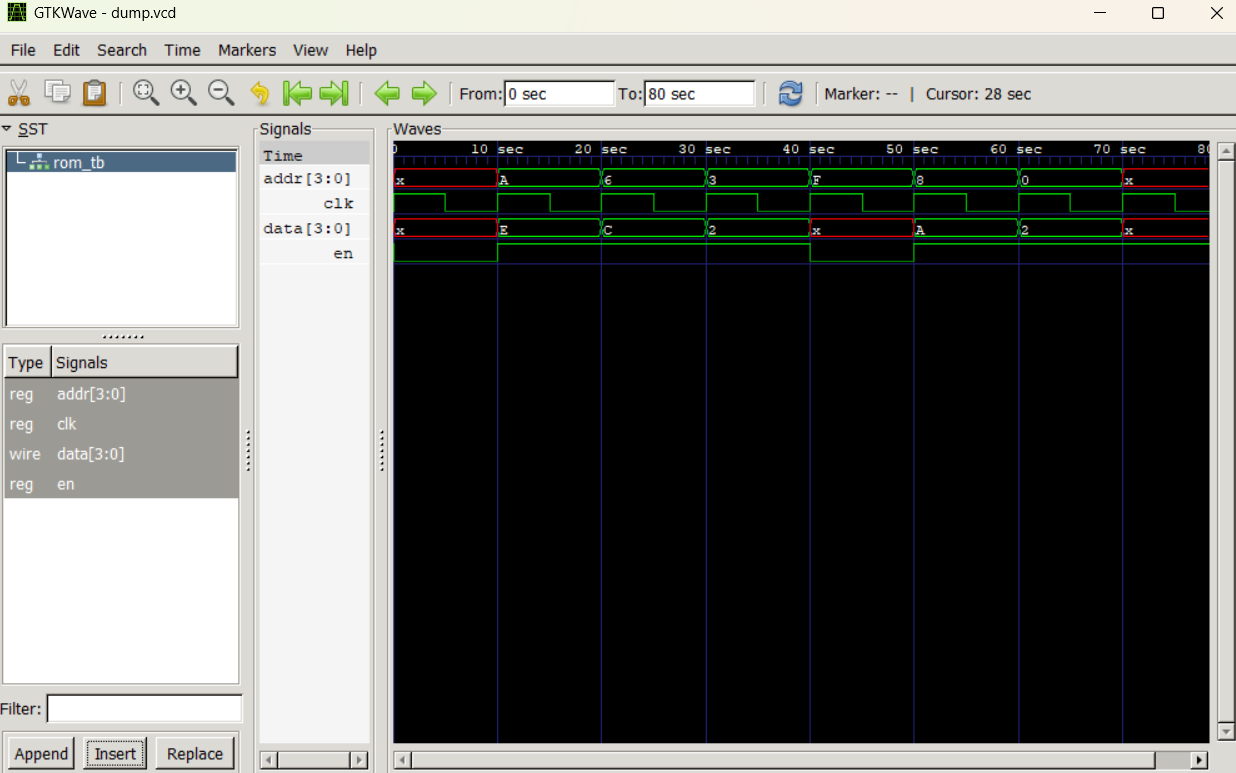 GTKWave - dump.vcd
File Edit Search Time Markers View Help
From: 0 sec To: 80 sec Marker: -- | Cursor: 28 sec
SST
rom_tb
Type Signals
reg addr[3:0]
reg clk
wire data[3:0]
reg en
Filter:
Append Insert Replace
Signals
Time
addr[3:0]
clk
data[3:0]
en
Waves
0 10 sec 20 sec 30 sec 40 sec 50 sec 60 sec 70 sec 80
x A 6 3 F 8 0 x
x E C 2 x A 2 x